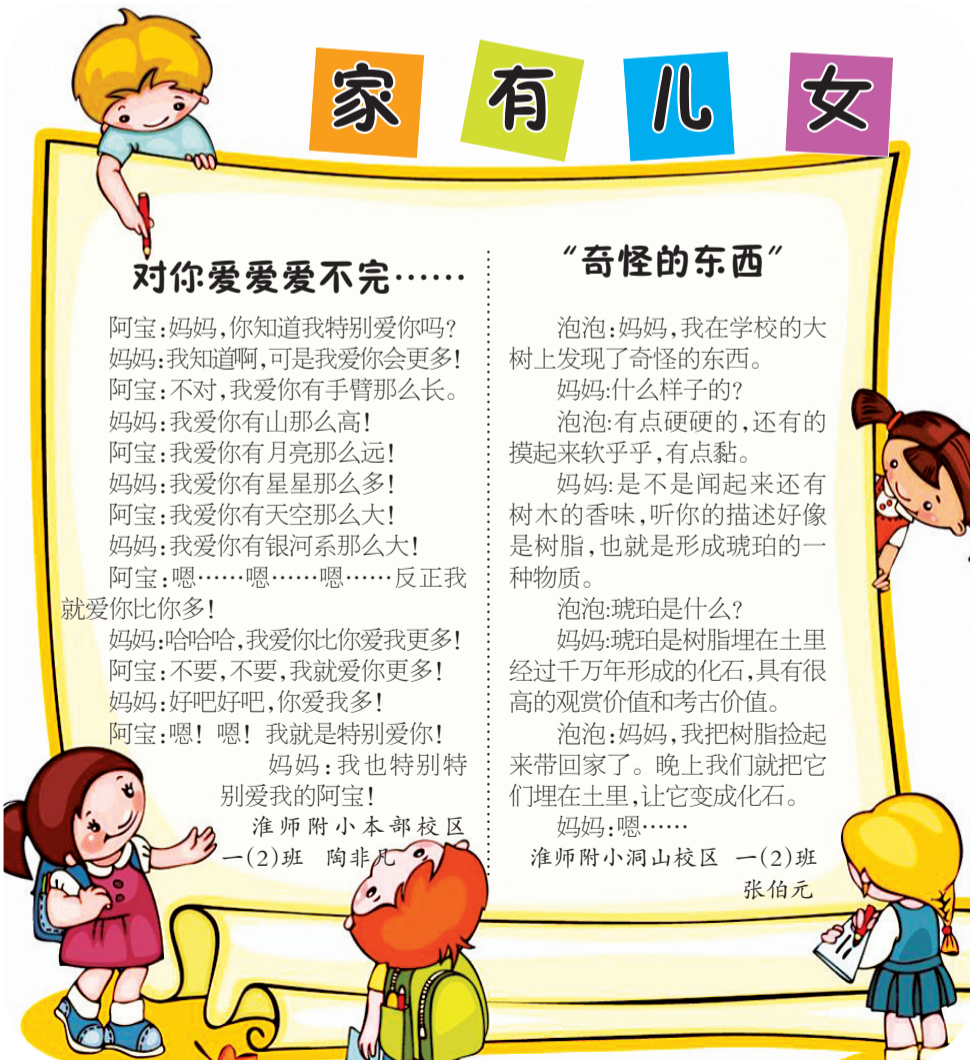 家有儿女
对你爱爱爱不完……
阿宝:妈妈,你知道我特别爱你吗?
妈妈:我知道啊,可是我爱你会更多!
阿宝:不对,我爱你有手臂那么长。
妈妈:我爱你有山那么高!
阿宝:我爱你有月亮那么远!
妈妈:我爱你有星星那么多!
阿宝:我爱你有天空那么大!
妈妈:我爱你有银河系那么大!
阿宝:嗯……嗯……嗯……反正我
就爱你比你多!
妈妈:哈哈哈,我爱你比你爱我更多!
阿宝:不要,不要,我就爱你更多!
妈妈:好吧好吧,你爱我多!
阿宝:嗯!嗯!我就是特别爱你!
妈妈:我也特别特
别爱我的阿宝!
淮师附小本部校区
一(2)班 陶非凡
“奇怪的东西”
泡泡:妈妈,我在学校的大
树上发现了奇怪的东西。
妈妈:什么样子的?
泡泡:有点硬硬的,还有的
摸起来软乎乎,有点黏。
妈妈:是不是闻起来还有
树木的香味,听你的描述好像
是树脂,也就是形成琥珀的一
种物质。
泡泡:琥珀是什么?
妈妈:琥珀是树脂埋在土里
经过千万年形成的化石,具有很
高的观赏价值和考古价值。
泡泡:妈妈,我把树脂捡起
来带回家了。晚上我们就把它
们埋在土里,让它变成化石。
妈妈:嗯……
淮师附小洞山校区 一(2)班
张伯元